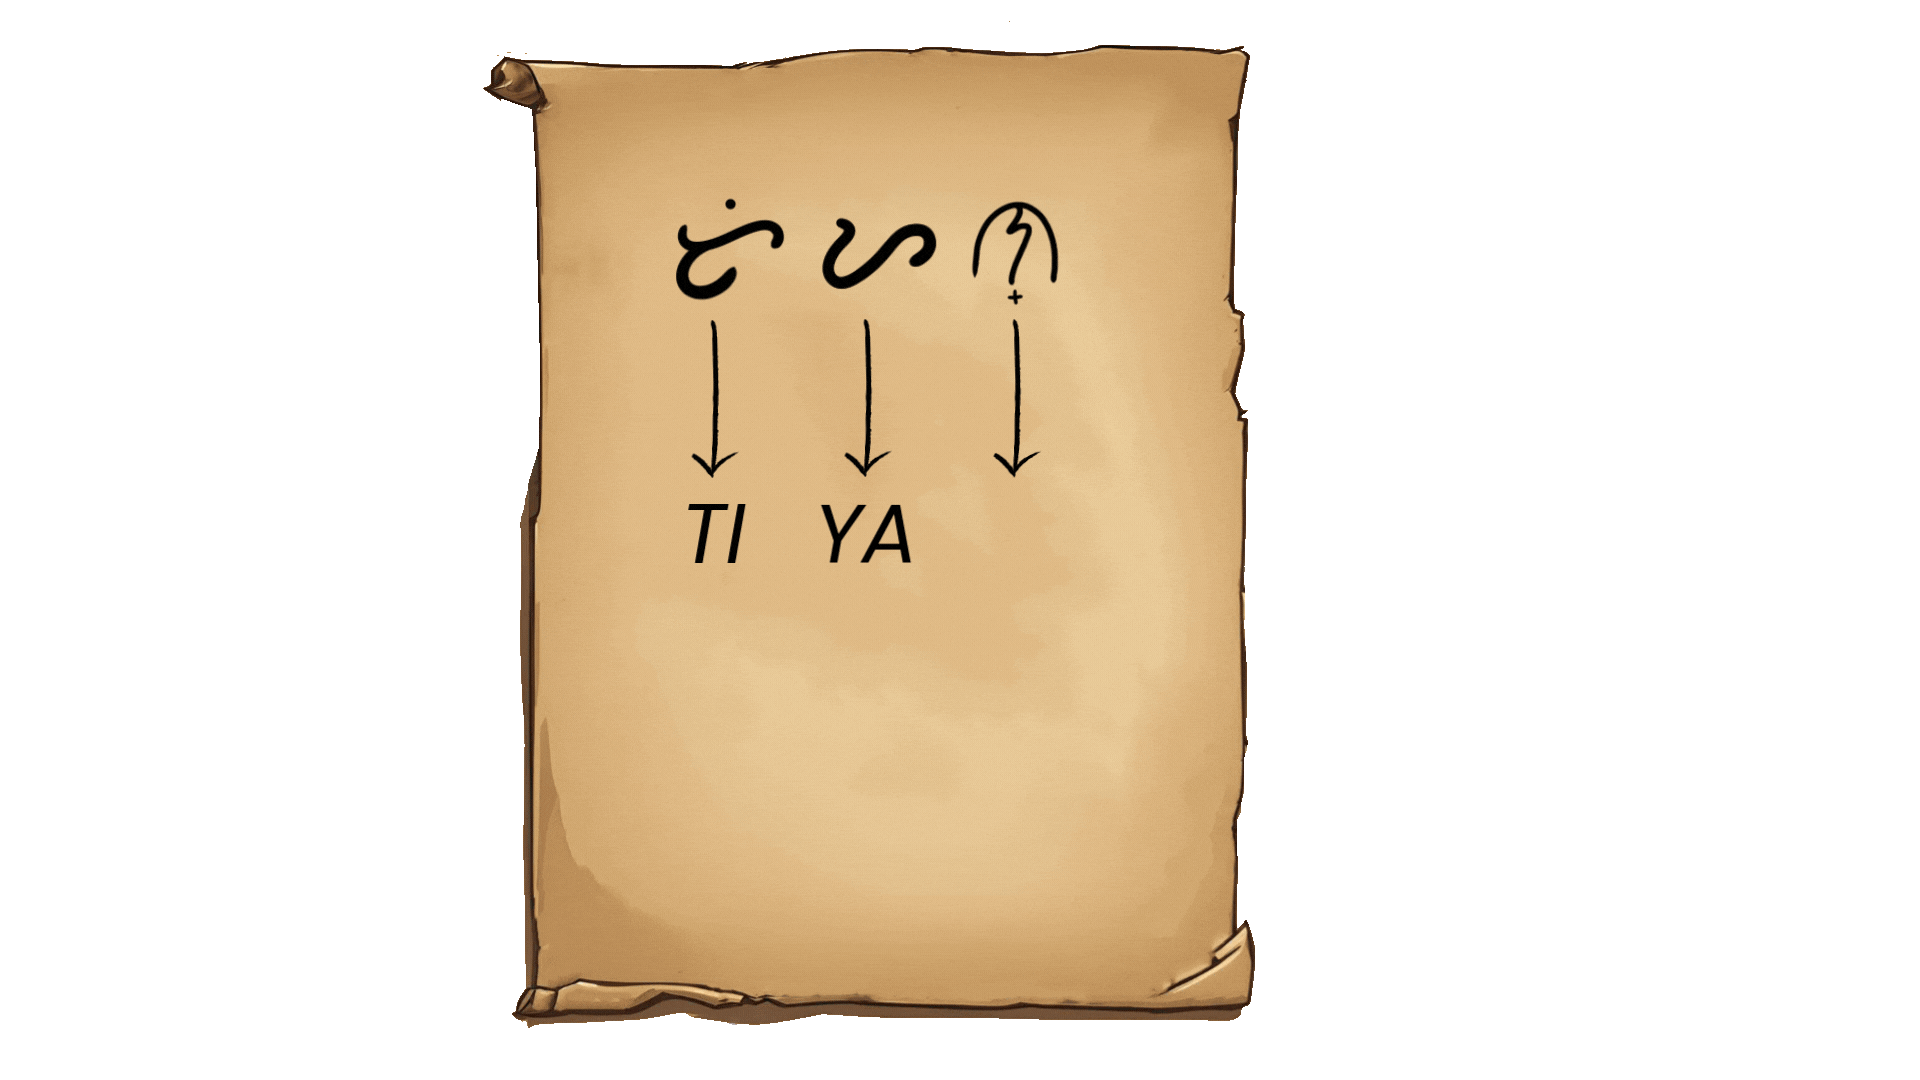 ᜆᜒ ᜌ ᜈ᜔
TI YA